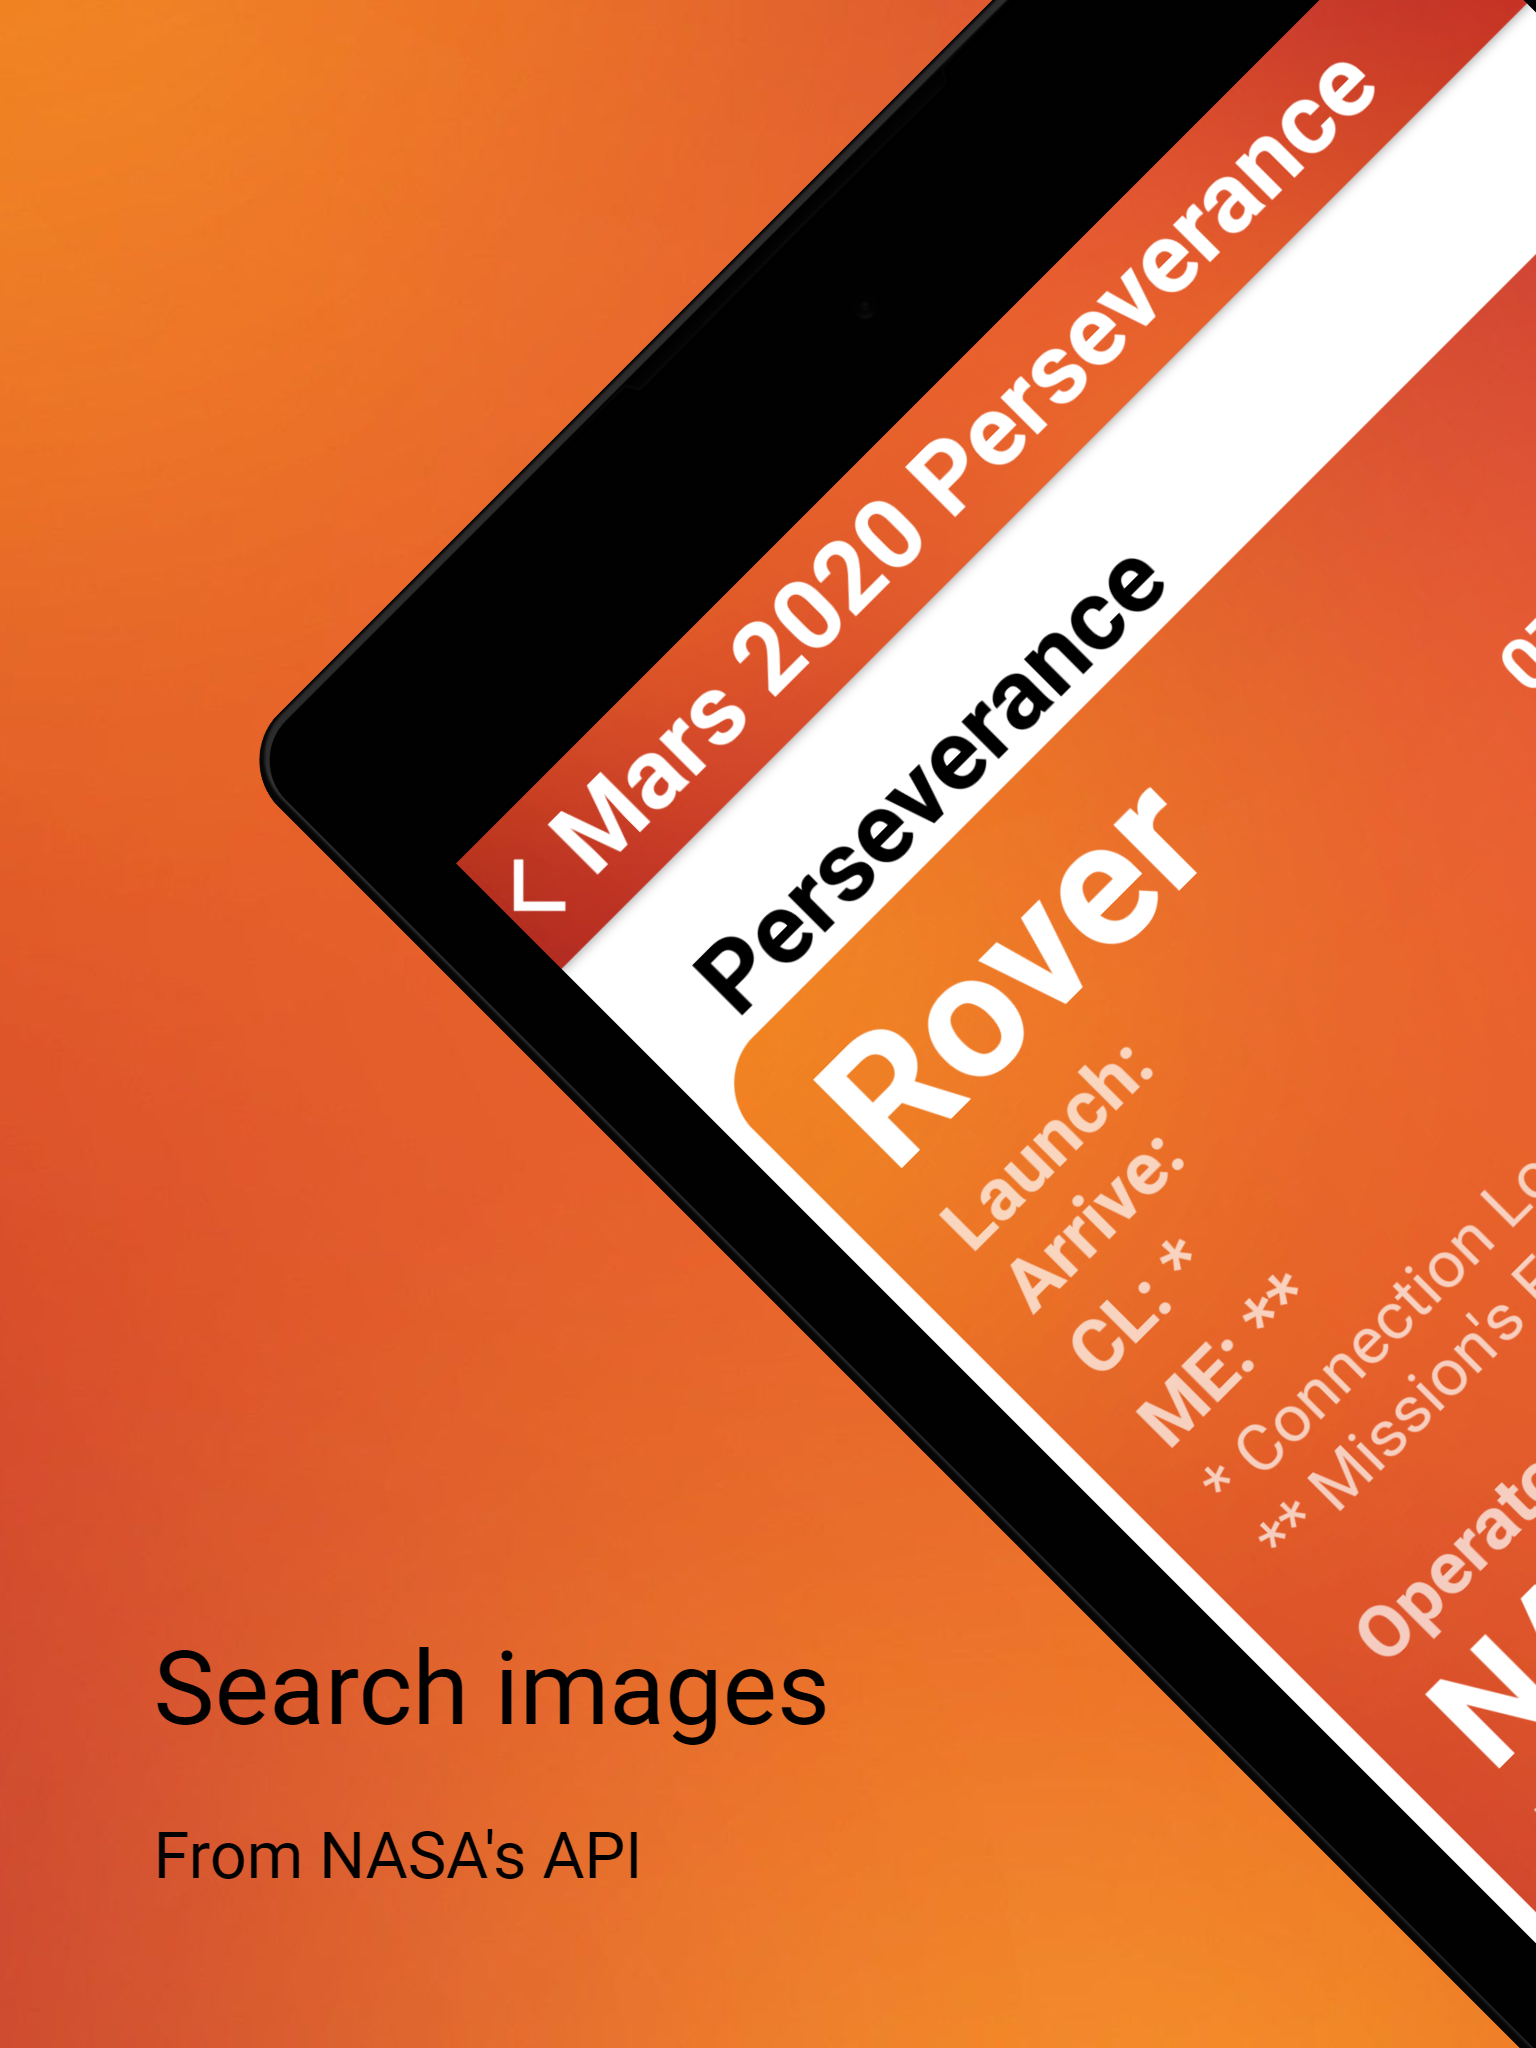 Mars 2020 Perseverance
Perseverance
Rover
Launch:
Arrive:
CL: *
ME: **
* Connection
** Mission's
Search images
From NASA's API